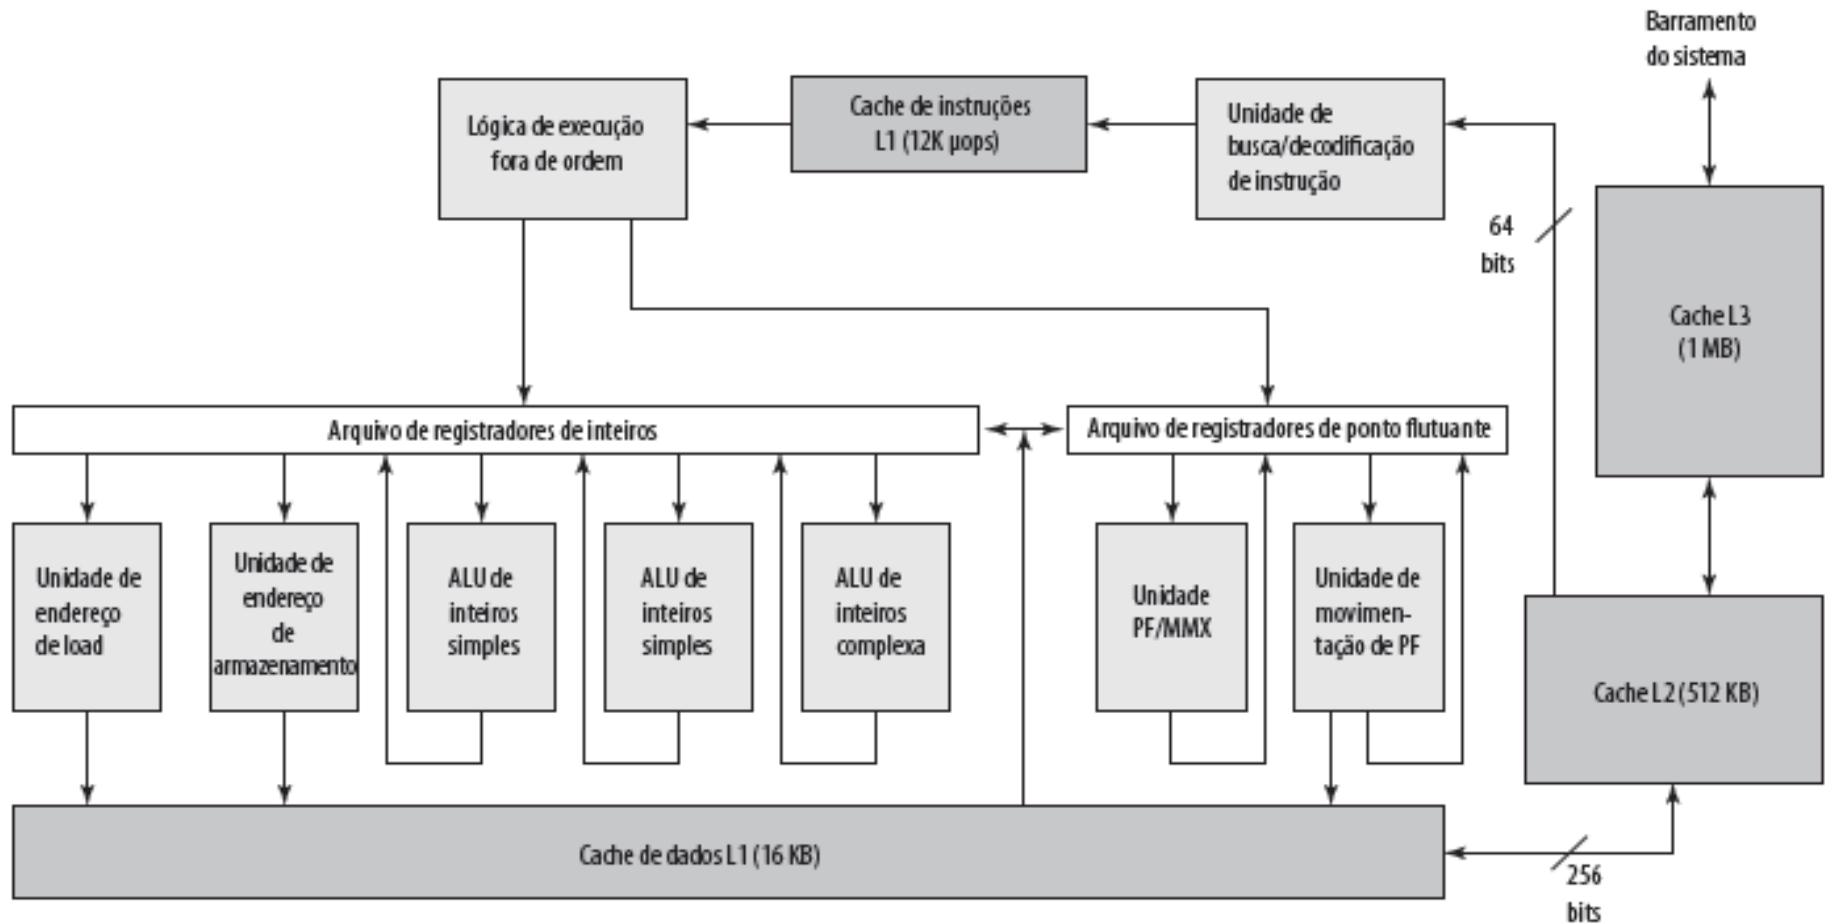 Barramento
do sistema
Lógica de execução
fora de ordem
Cache de instruções
L1 (12K µops)
Unidade de
busca/decodificação
de instrução
64
bits
Cache L3
(1 MB)
Arquivo de registradores de inteiros
Arquivo de registradores de ponto flutuante
Unidade de
endereço
de load
Unidade de
endereço
de
armazenamento
ALU de
inteiros
simples
ALU de
inteiros
simples
ALU de
inteiros
complexa
Unidade
PF/MMX
Unidade de
movimen-
tação de PF
Cache L2 (512 KB)
Cache de dados L1 (16 KB)
256
bits